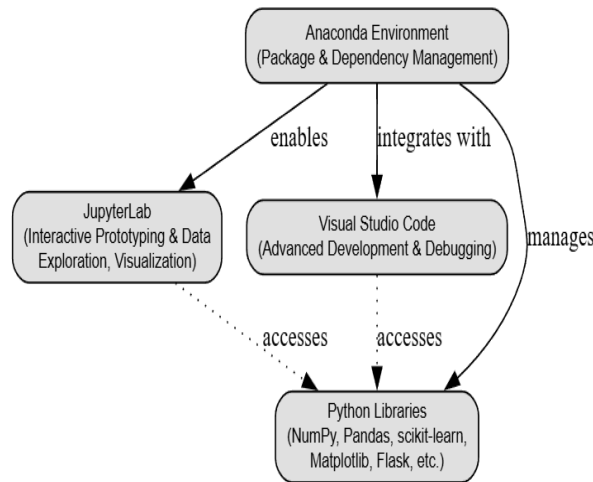 Anaconda Environment
(Package & Dependency Management)
enables
integrates with
JupyterLab
(Interactive Prototyping & Data
Exploration, Visualization)
Visual Studio Code
(Advanced Development & Debugging)
manages
accesses
accesses
Python Libraries
(NumPy, Pandas, scikit-learn,
Matplotlib, Flask, etc.)